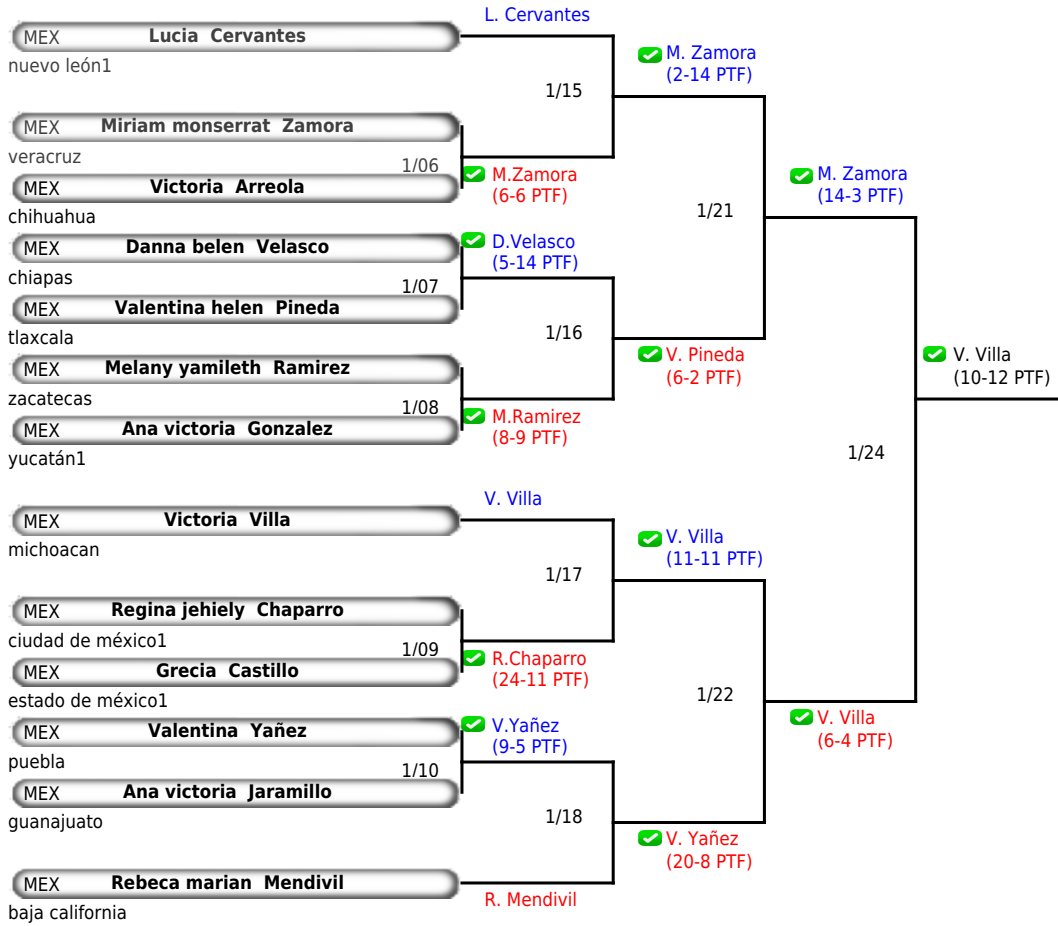 L. Cervantes
MEX Lucia Cervantes
nuevo león1
M. Zamora
(2-14 PTF)
1/15
MEX Miriam monserrat Zamora
veracruz
1/06
M.Zamora
(6-6 PTF)
MEX Victoria Arreola
chihuahua
M. Zamora
(14-3 PTF)
1/21
MEX Danna belen Velasco
chiapas
D.Velasco
(5-14 PTF)
1/07
MEX Valentina helen Pineda
tlaxcala
1/16
V. Pineda
(6-2 PTF)
V. Villa
(10-12 PTF)
MEX Melany yamileth Ramirez
zacatecas
1/08
M.Ramirez
(8-9 PTF)
MEX Ana victoria Gonzalez
yucatán1
1/24
V. Villa
MEX Victoria Villa
michoacan
V. Villa
(11-11 PTF)
1/17
MEX Regina jehiely Chaparro
ciudad de méxico1
1/09
R.Chaparro
(24-11 PTF)
MEX Grecia Castillo
estado de méxico1
1/22
V. Villa
(6-4 PTF)
MEX Valentina Yañez
puebla
V.Yañez
(9-5 PTF)
1/10
MEX Ana victoria Jaramillo
guanajuato
1/18
V. Yañez
(20-8 PTF)
MEX Rebeca marian Mendivil
baja california
R. Mendivil